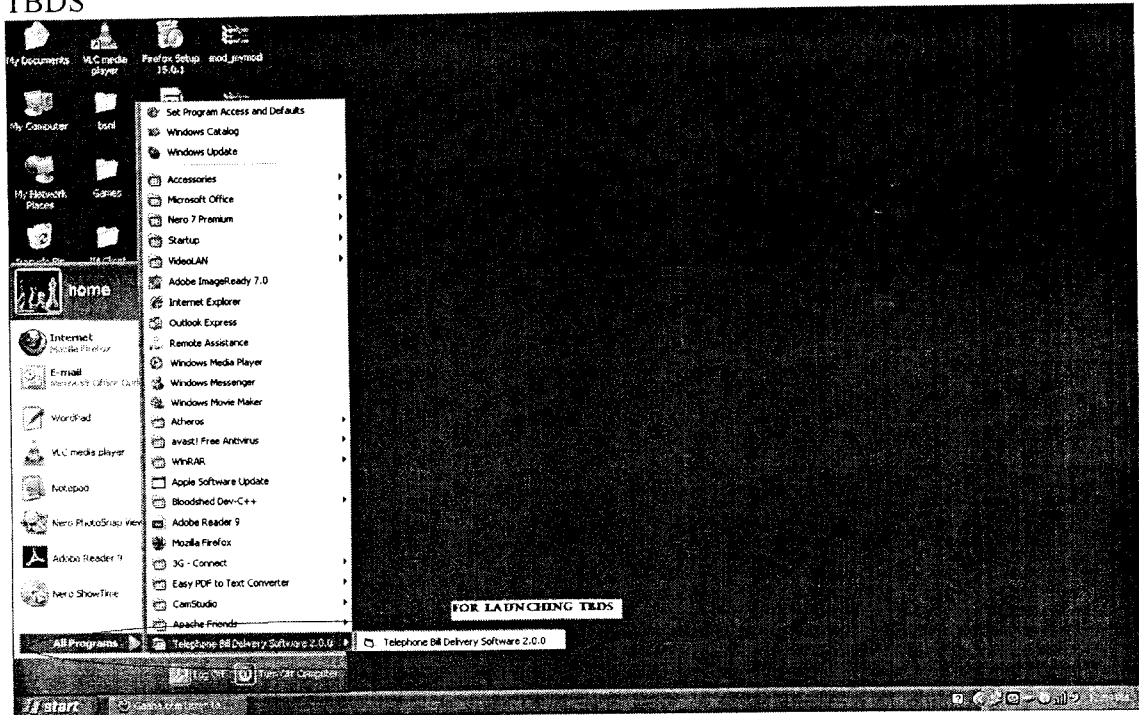 TBDS
My Documents
VLC media player
Firefox Setup 15.0.1
mod_mymod
My Computer
bsnl
My Network Places
Games
home
Internet
Mozilla Firefox
E-mail
Microsoft Office
WordPad
VLC media player
Notepad
Nero PhotoSnap View
Adobe Reader 9
Nero ShowTime
All Programs
Set Program Access and Defaults
Windows Catalog
Windows Update
Accessories
Microsoft Office
Nero 7 Premium
Startup
VideoLAN
Adobe ImageReady 7.0
Internet Explorer
Outlook Express
Remote Assistance
Windows Media Player
Windows Messenger
Windows Movie Maker
Atheros
avast! Free Antivirus
WinRAR
Apple Software Update
Bloodshed Dev-C++
Adobe Reader 9
Mozilla Firefox
3G - Connect
Easy PDF to Text Converter
CamStudio
Apache Friends
Telephone Bill Delivery Software 2.0.0
FOR LAUNCHING TBDS
Telephone Bill Delivery Software 2.0.0
Log Off
Turn Off Computer
start